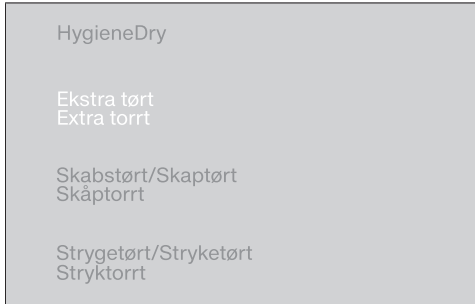 HygieneDry
Ekstra tørt
Extra torrt
Skabstørt/Skaptørt
Skåptorrt
Strygetørt/Stryketørt
Stryktorrt